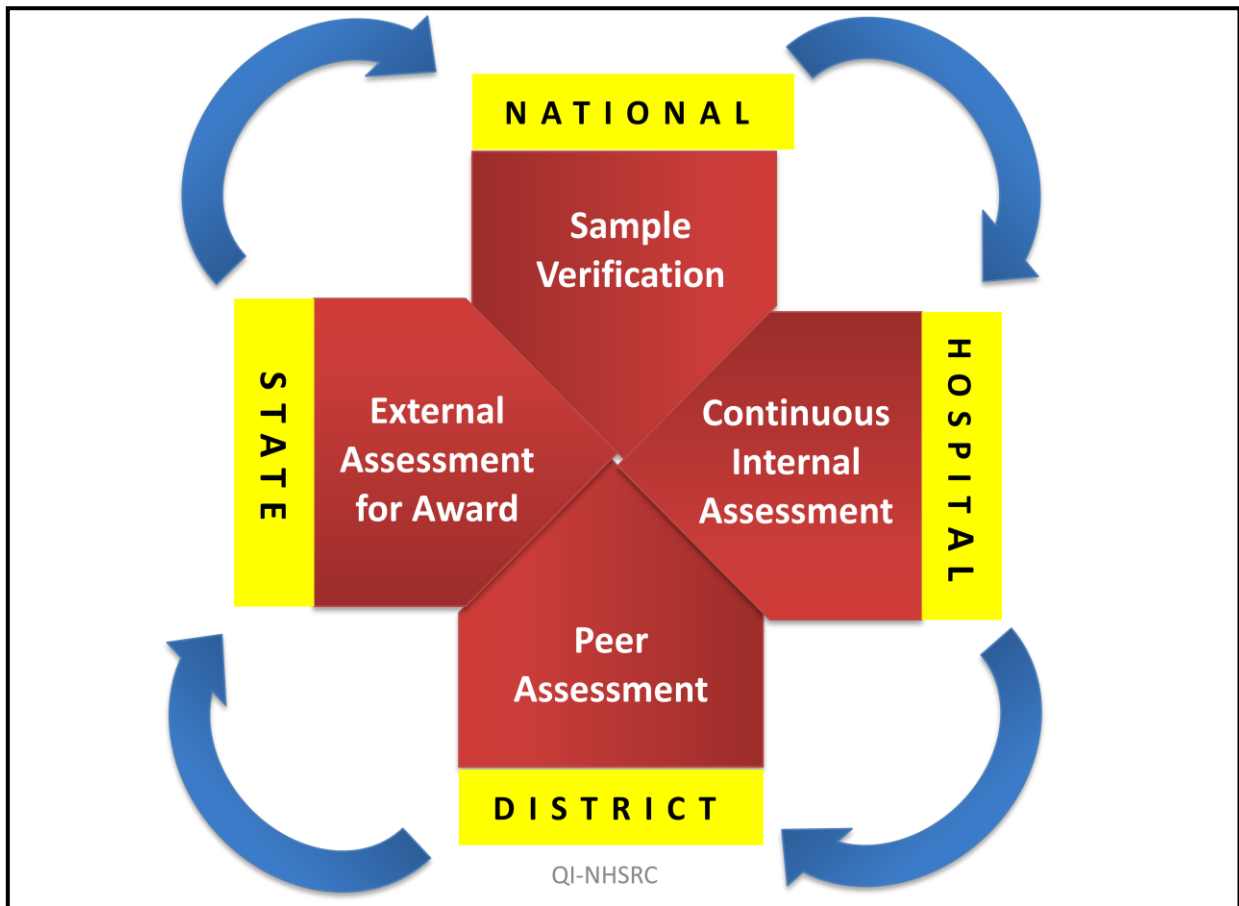 NATIONAL
Sample
Verification
STATE
External
Assessment
for Award
Continuous
Internal
Assessment
HOSPITAL
Peer
Assessment
DISTRICT
QI-NHSRC